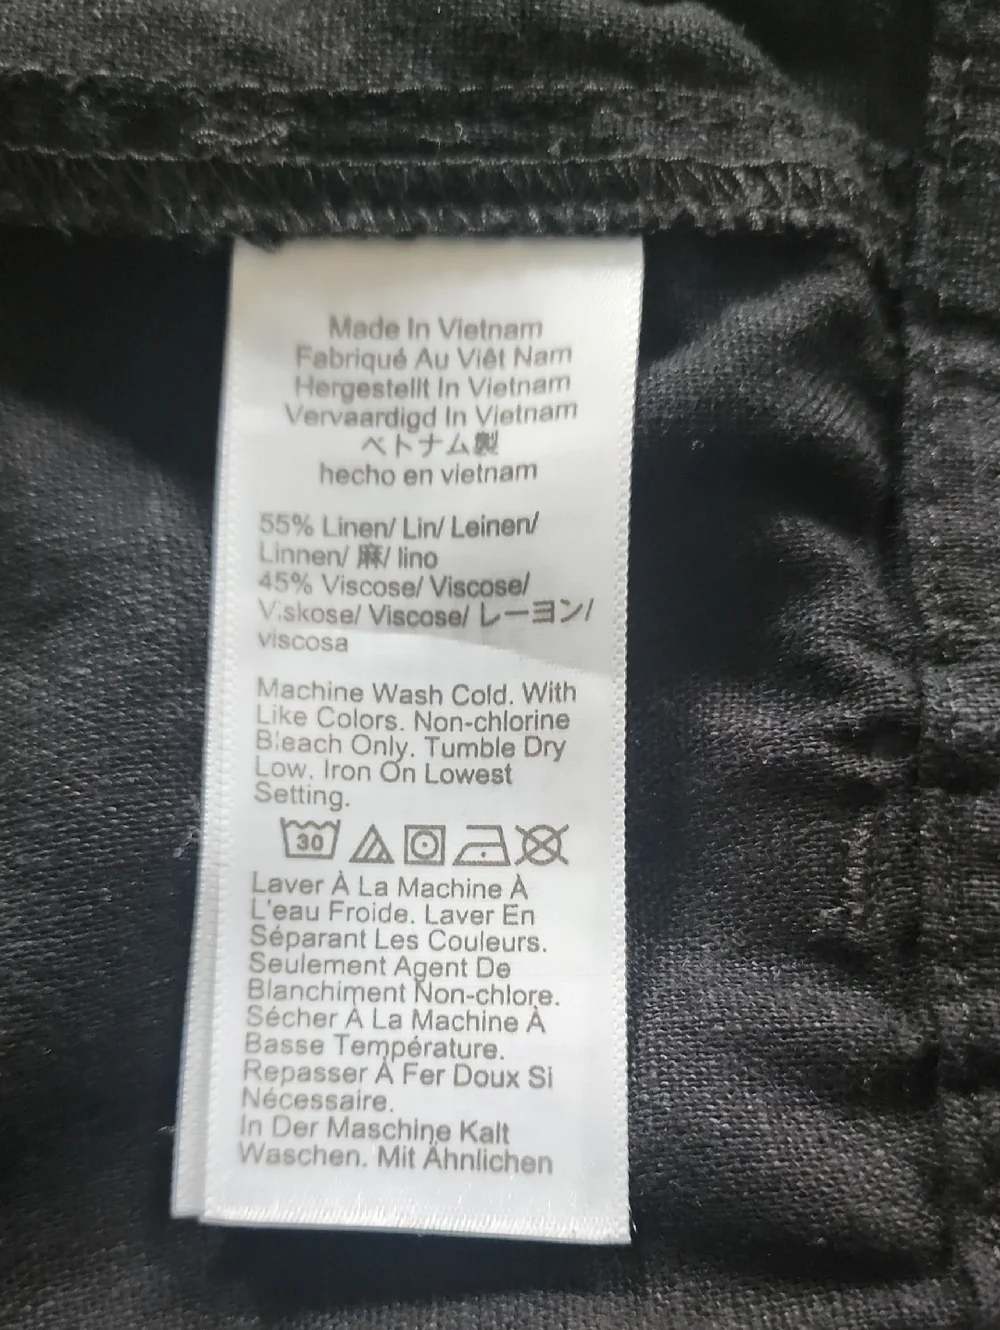 Made In Vietnam
Fabriqué Au Viêt Nam
Hergestellt In Vietnam
Vervaardigd In Vietnam
ベトナム製
hecho en vietnam
55% Linen/ Lin/ Leinen/
Linnen/ 麻/ lino
45% Viscose/ Viscose/
Viskose/ Viscose/ レーヨン/
viscosa
Machine Wash Cold. With
Like Colors. Non-chlorine
Bleach Only. Tumble Dry
Low. Iron On Lowest
Setting.
30
Laver À La Machine À
L'eau Froide. Laver En
Séparant Les Couleurs.
Seulement Agent De
Blanchiment Non-chlore.
Sécher À La Machine À
Basse Température.
Repasser À Fer Doux Si
Nécessaire.
In Der Maschine Kalt
Waschen. Mit Ähnlichen